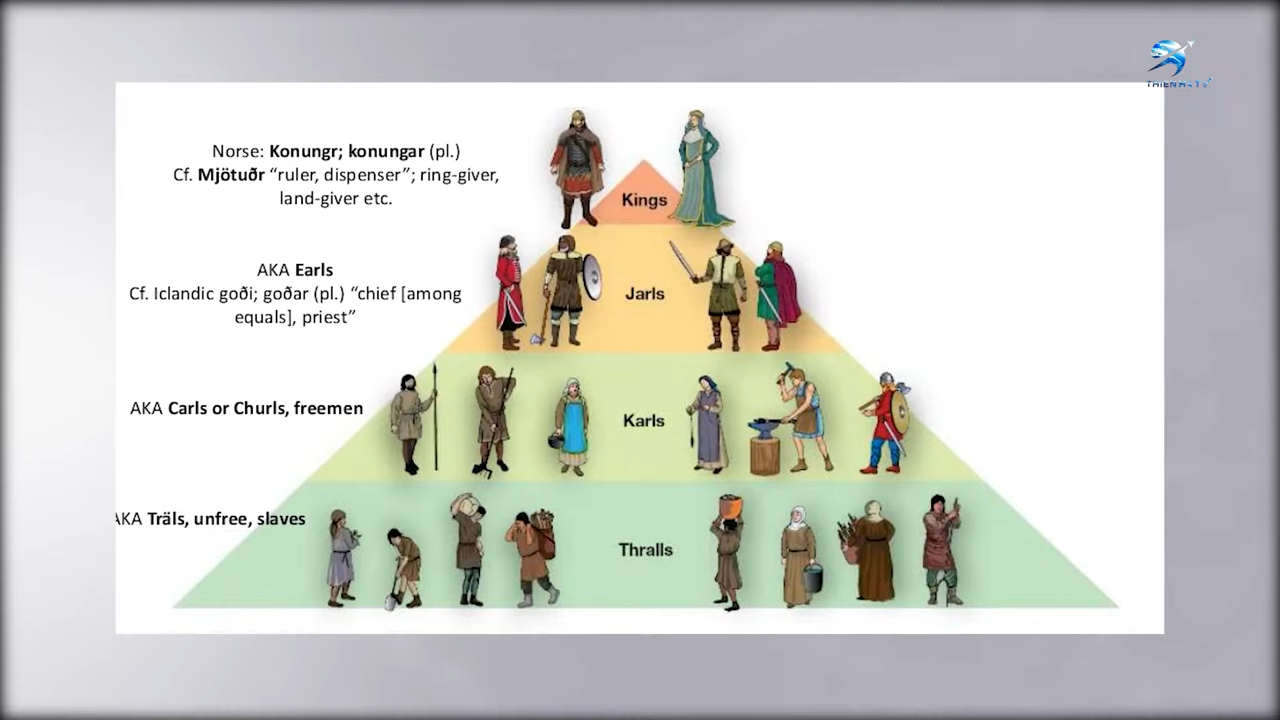 Norse: Konungr; konungar (pl.)
Cf. Mjötuðr “ruler, dispenser”; ring-giver,
land-giver etc.
Kings
AKA Earls
Cf. Iclandic goði; goðar (pl.) “chief [among
equals], priest”
Jarls
AKA Carls or Churls, freemen
Karls
AKA Träls, unfree, slaves
Thralls